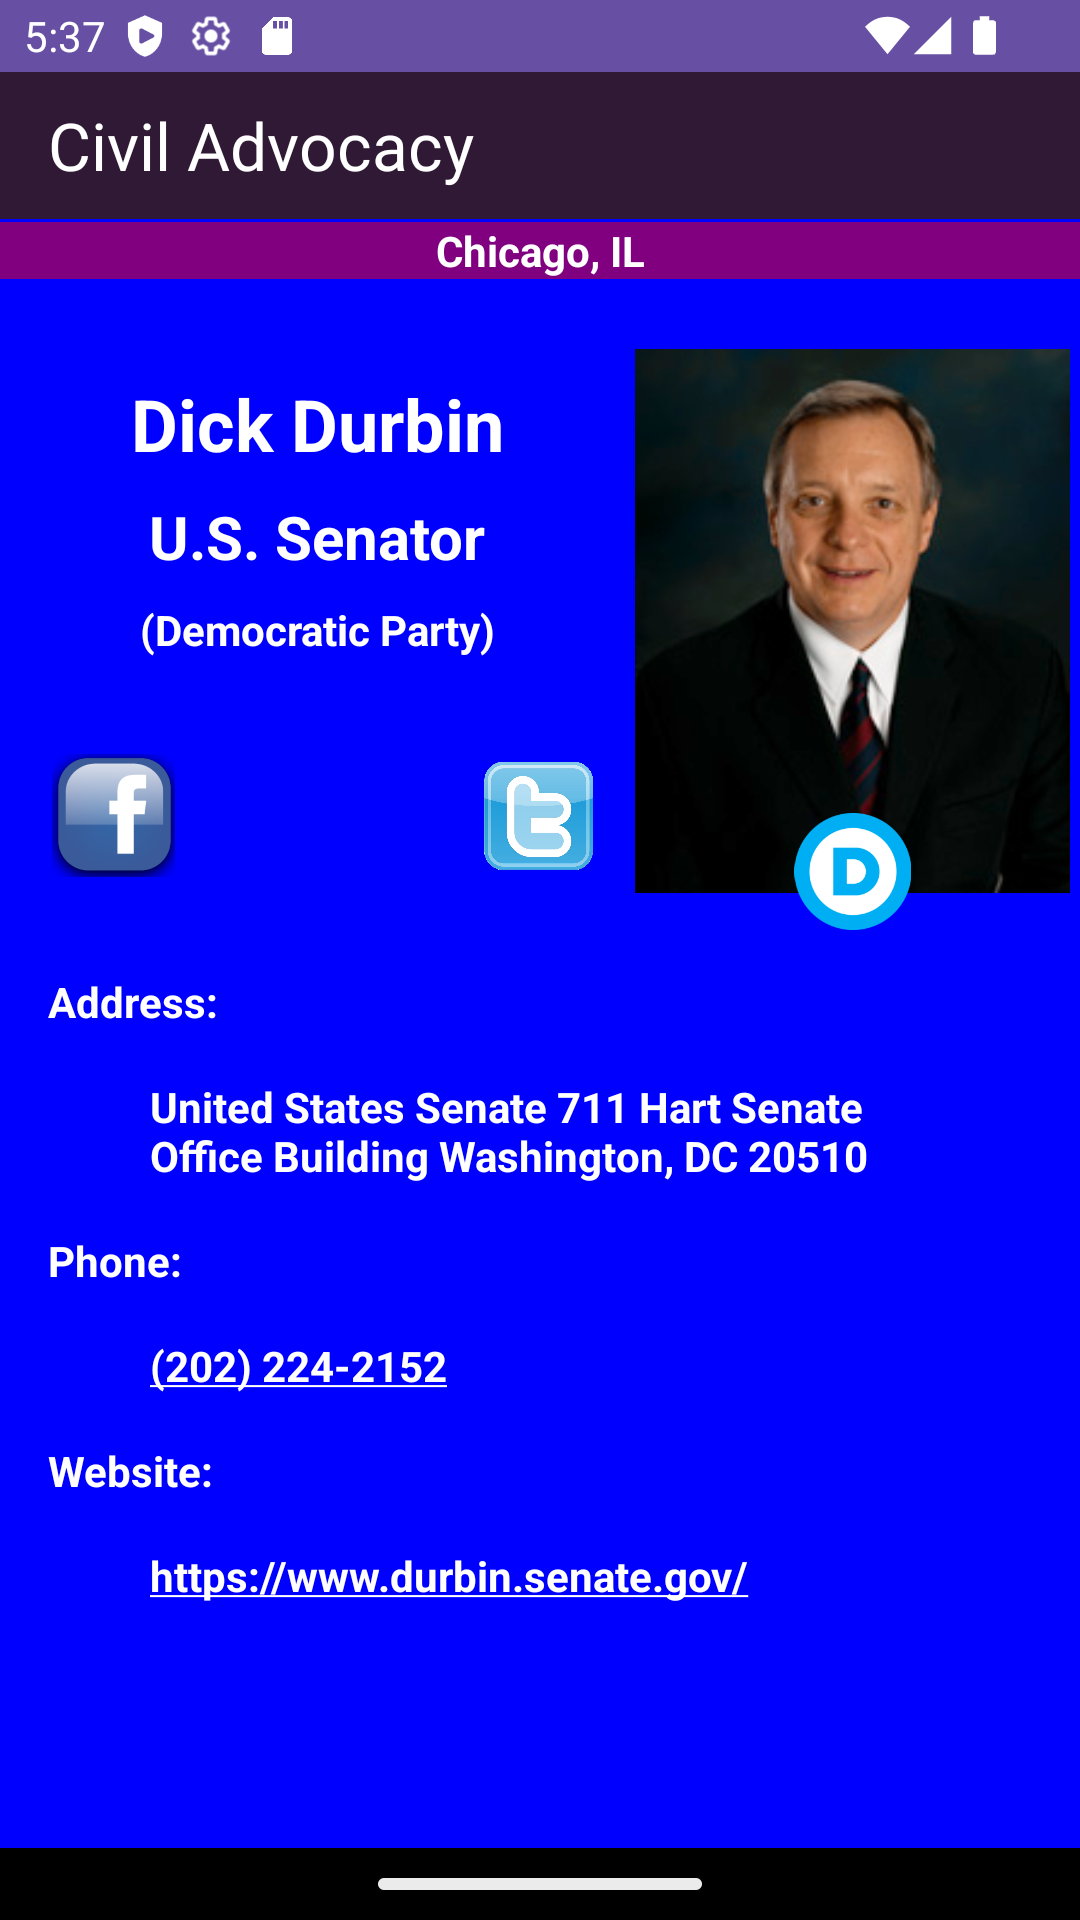 5:37
Civil Advocacy
Chicago, IL
Dick Durbin
U.S. Senator
(Democratic Party)
f
t
D
Address:
United States Senate 711 Hart Senate
Office Building Washington, DC 20510
Phone:
(202) 224-2152
Website:
https://www.durbin.senate.gov/